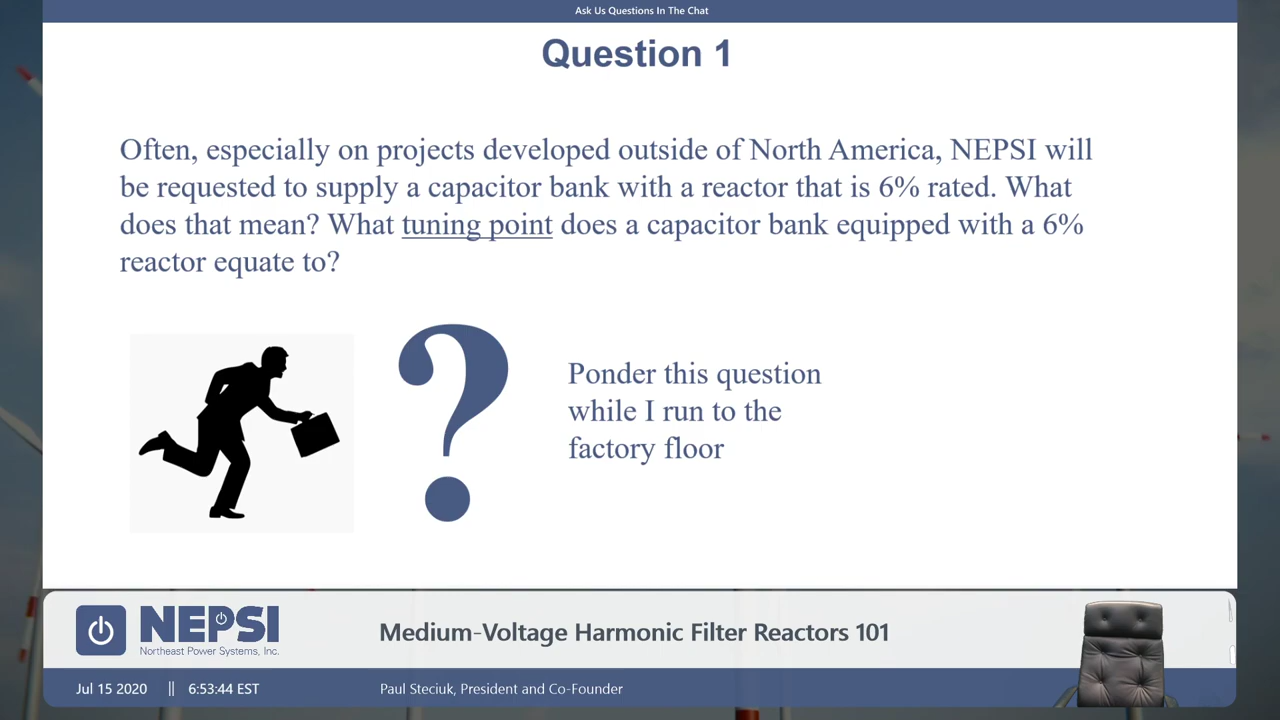 Ask Us Questions In The Chat
Question 1
Often, especially on projects developed outside of North America, NEPSI will
be requested to supply a capacitor bank with a reactor that is 6% rated. What
does that mean? What tuning point does a capacitor bank equipped with a 6%
reactor equate to?
?
Ponder this question
while I run to the
factory floor
NEPSI
Northeast Power Systems, Inc.
Medium-Voltage Harmonic Filter Reactors 101
Jul 15 2020 || 6:53:44 EST
Paul Steciuk, President and Co-Founder